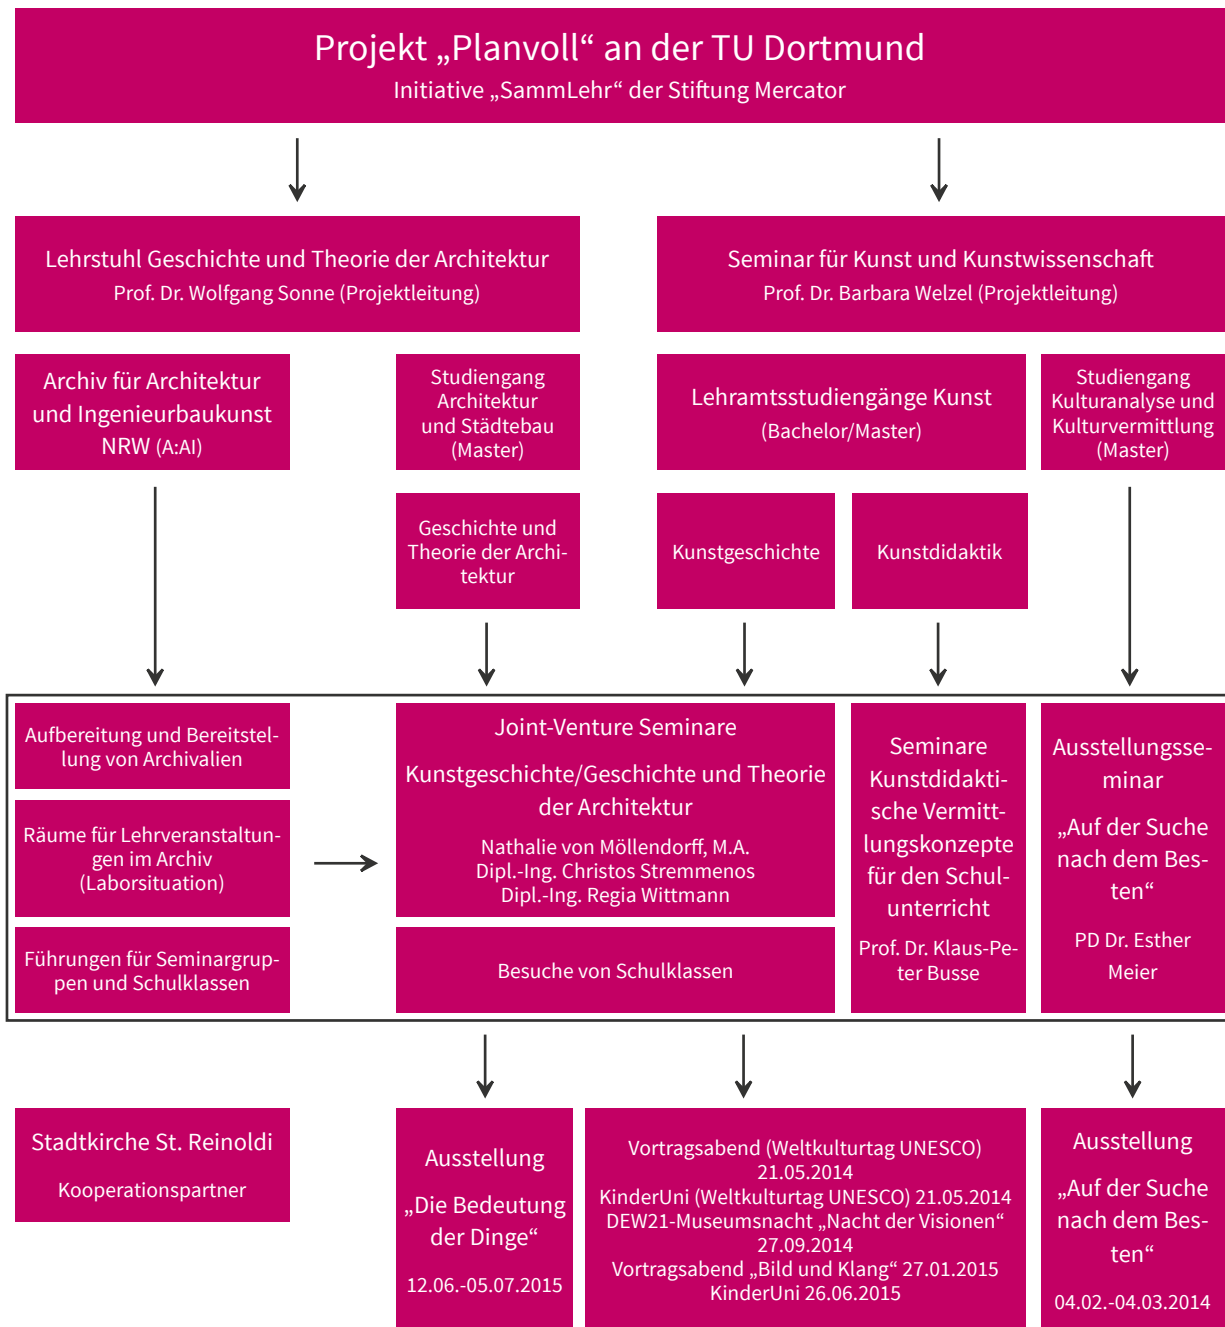 Projekt „Planvoll“ an der TU Dortmund
Initiative „SammLehr“ der Stiftung Mercator
Lehrstuhl Geschichte und Theorie der Architektur
Prof. Dr. Wolfgang Sonne (Projektleitung)
Seminar für Kunst und Kunstwissenschaft
Prof. Dr. Barbara Welzel (Projektleitung)
Archiv für Architektur
und Ingenieurbaukunst
NRW (A:AI)
Studiengang
Architektur
und Städtebau
(Master)
Lehramtsstudiengänge Kunst
(Bachelor/Master)
Studiengang
Kulturanalyse und
Kulturvermittlung
(Master)
Geschichte und
Theorie der Archi-
tektur
Kunstgeschichte
Kunstdidaktik
Aufbereitung und Bereitstel-
lung von Archivalien
Räume für Lehrveranstaltun-
gen im Archiv
(Laborsituation)
Führungen für Seminargrup-
pen und Schulklassen
Joint-Venture Seminare
Kunstgeschichte/Geschichte und Theorie
der Architektur
Nathalie von Möllendorff, M.A.
Dipl.-Ing. Christos Stremmenos
Dipl.-Ing. Regia Wittmann
Besuche von Schulklassen
Seminare
Kunstdidakti-
sche Vermitt-
lungskonzepte
für den Schul-
unterricht
Prof. Dr. Klaus-Pe-
ter Busse
Ausstellungsse-
minar
„Auf der Suche
nach dem Bes-
ten“
PD Dr. Esther
Meier
Stadtkirche St. Reinoldi
Kooperationspartner
Ausstellung
„Die Bedeutung
der Dinge“
12.06.-05.07.2015
Vortragsabend (Weltkulturtag UNESCO)
21.05.2014
KinderUni (Weltkulturtag UNESCO) 21.05.2014
DEW21-Museumsnacht „Nacht der Visionen“
27.09.2014
Vortragsabend „Bild und Klang“ 27.01.2015
KinderUni 26.06.2015
Ausstellung
„Auf der Suche
nach dem Bes-
ten“
04.02.-04.03.2014